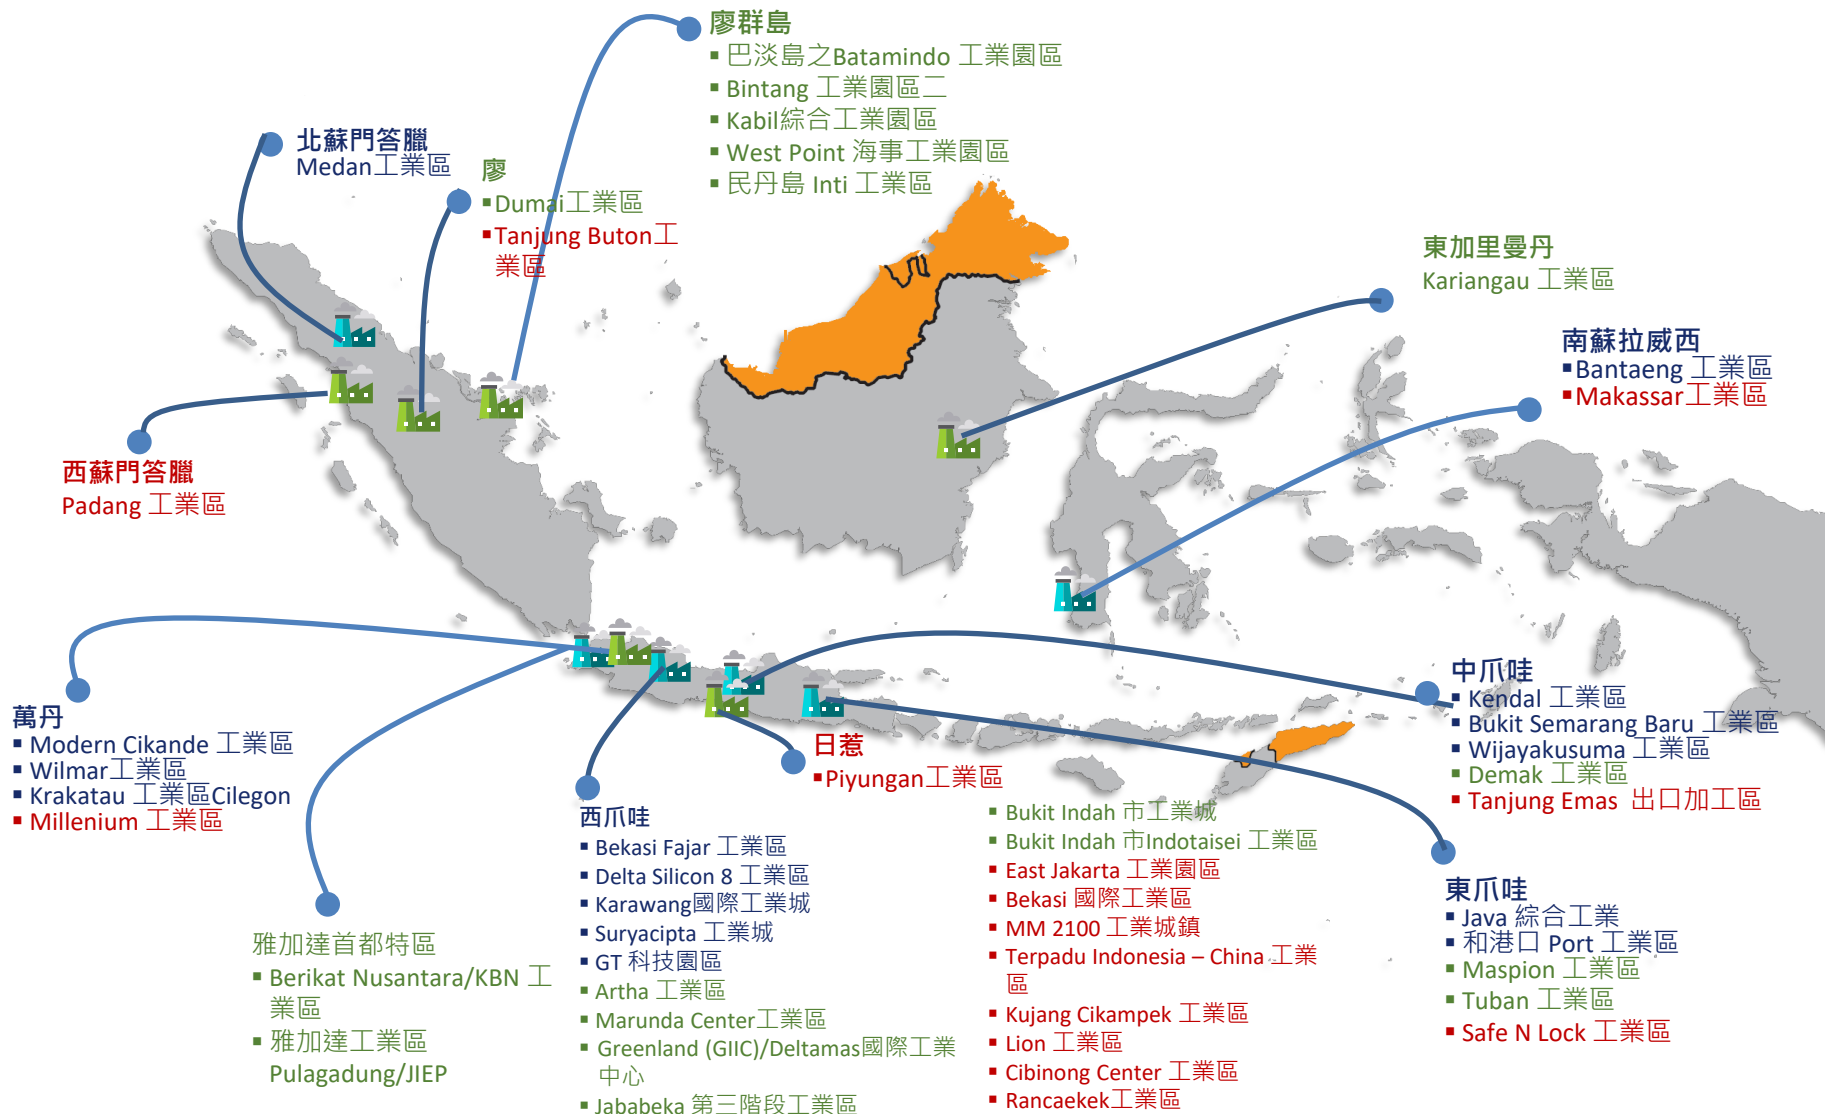 廖群島
▪ 巴淡島之Batamindo 工業園區
▪ Bintang 工業園區二
▪ Kabil綜合工業園區
▪ West Point 海事工業園區
▪ 民丹島 Inti 工業區
北蘇門答臘
Medan工業區
廖
▪Dumai工業區
▪Tanjung Buton工
業區
東加里曼丹
Kariangau 工業區
南蘇拉威西
▪Bantaeng 工業區
▪Makassar工業區
西蘇門答臘
Padang 工業區
萬丹
▪ Modern Cikande 工業區
▪ Wilmar工業區
▪ Krakatau 工業區Cilegon
▪ Millenium 工業區
雅加達首都特區
▪ Berikat Nusantara/KBN 工
業區
▪ 雅加達工業區
Pulagadung/JIEP
日惹
▪Piyungan工業區
西爪哇
▪ Bekasi Fajar 工業區
▪ Delta Silicon 8 工業區
▪ Karawang國際工業城
▪ Suryacipta 工業城
▪ GT 科技園區
▪ Artha 工業區
▪ Marunda Center工業區
▪ Greenland (GIIC)/Deltamas國際工業
中心
▪ Jababeka 第三階段工業區
▪ Bukit Indah 市工業城
▪ Bukit Indah 市Indotaisei 工業區
▪ East Jakarta 工業園區
▪ Bekasi 國際工業區
▪ MM 2100 工業城鎮
▪ Terpadu Indonesia – China 工業
區
▪ Kujang Cikampek 工業區
▪ Lion 工業區
▪ Cibinong Center 工業區
▪ Rancaekek工業區
中爪哇
▪ Kendal 工業區
▪ Bukit Semarang Baru 工業區
▪ Wijayakusuma 工業區
▪ Demak 工業區
▪ Tanjung Emas 出口加工區
東爪哇
▪ Java 綜合工業
▪ 和港口 Port 工業區
▪ Maspion 工業區
▪ Tuban 工業區
▪ Safe N Lock 工業區